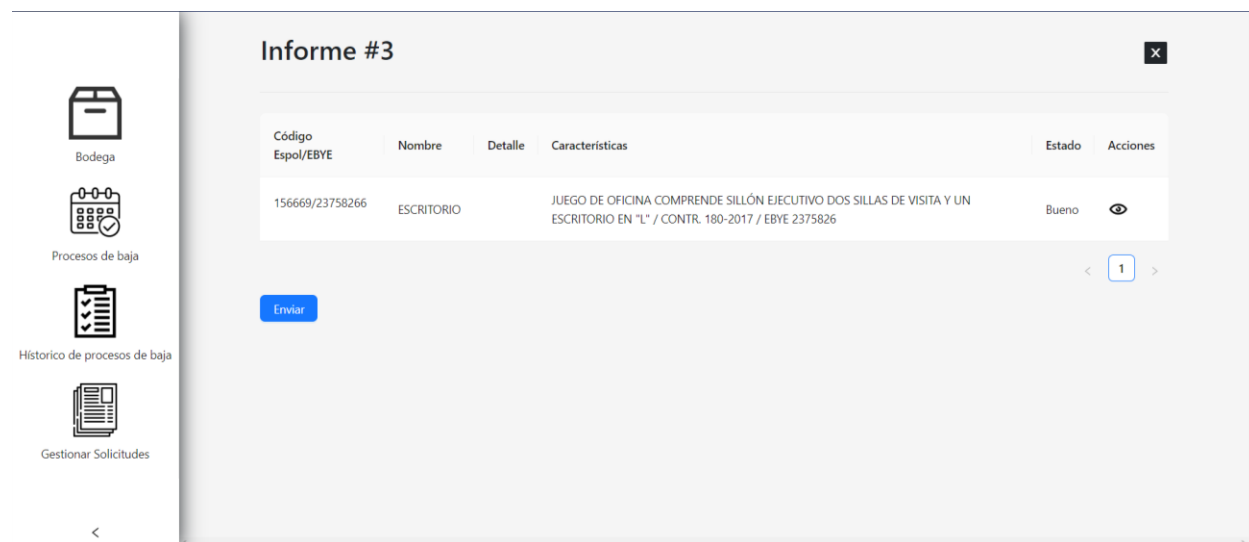 Informe #3
X
Bodega
Procesos de baja
Hístorico de procesos de baja
Gestionar Solicitudes
<
Código
Espol/EBYE
Nombre
Detalle
Características
Estado
Acciones
156669/23758266
ESCRITORIO
JUEGO DE OFICINA COMPRENDE SILLÓN EJECUTIVO DOS SILLAS DE VISITA Y UN
ESCRITORIO EN "L" / CONTR. 180-2017 / EBYE 2375826
Bueno
< 1 >
Enviar